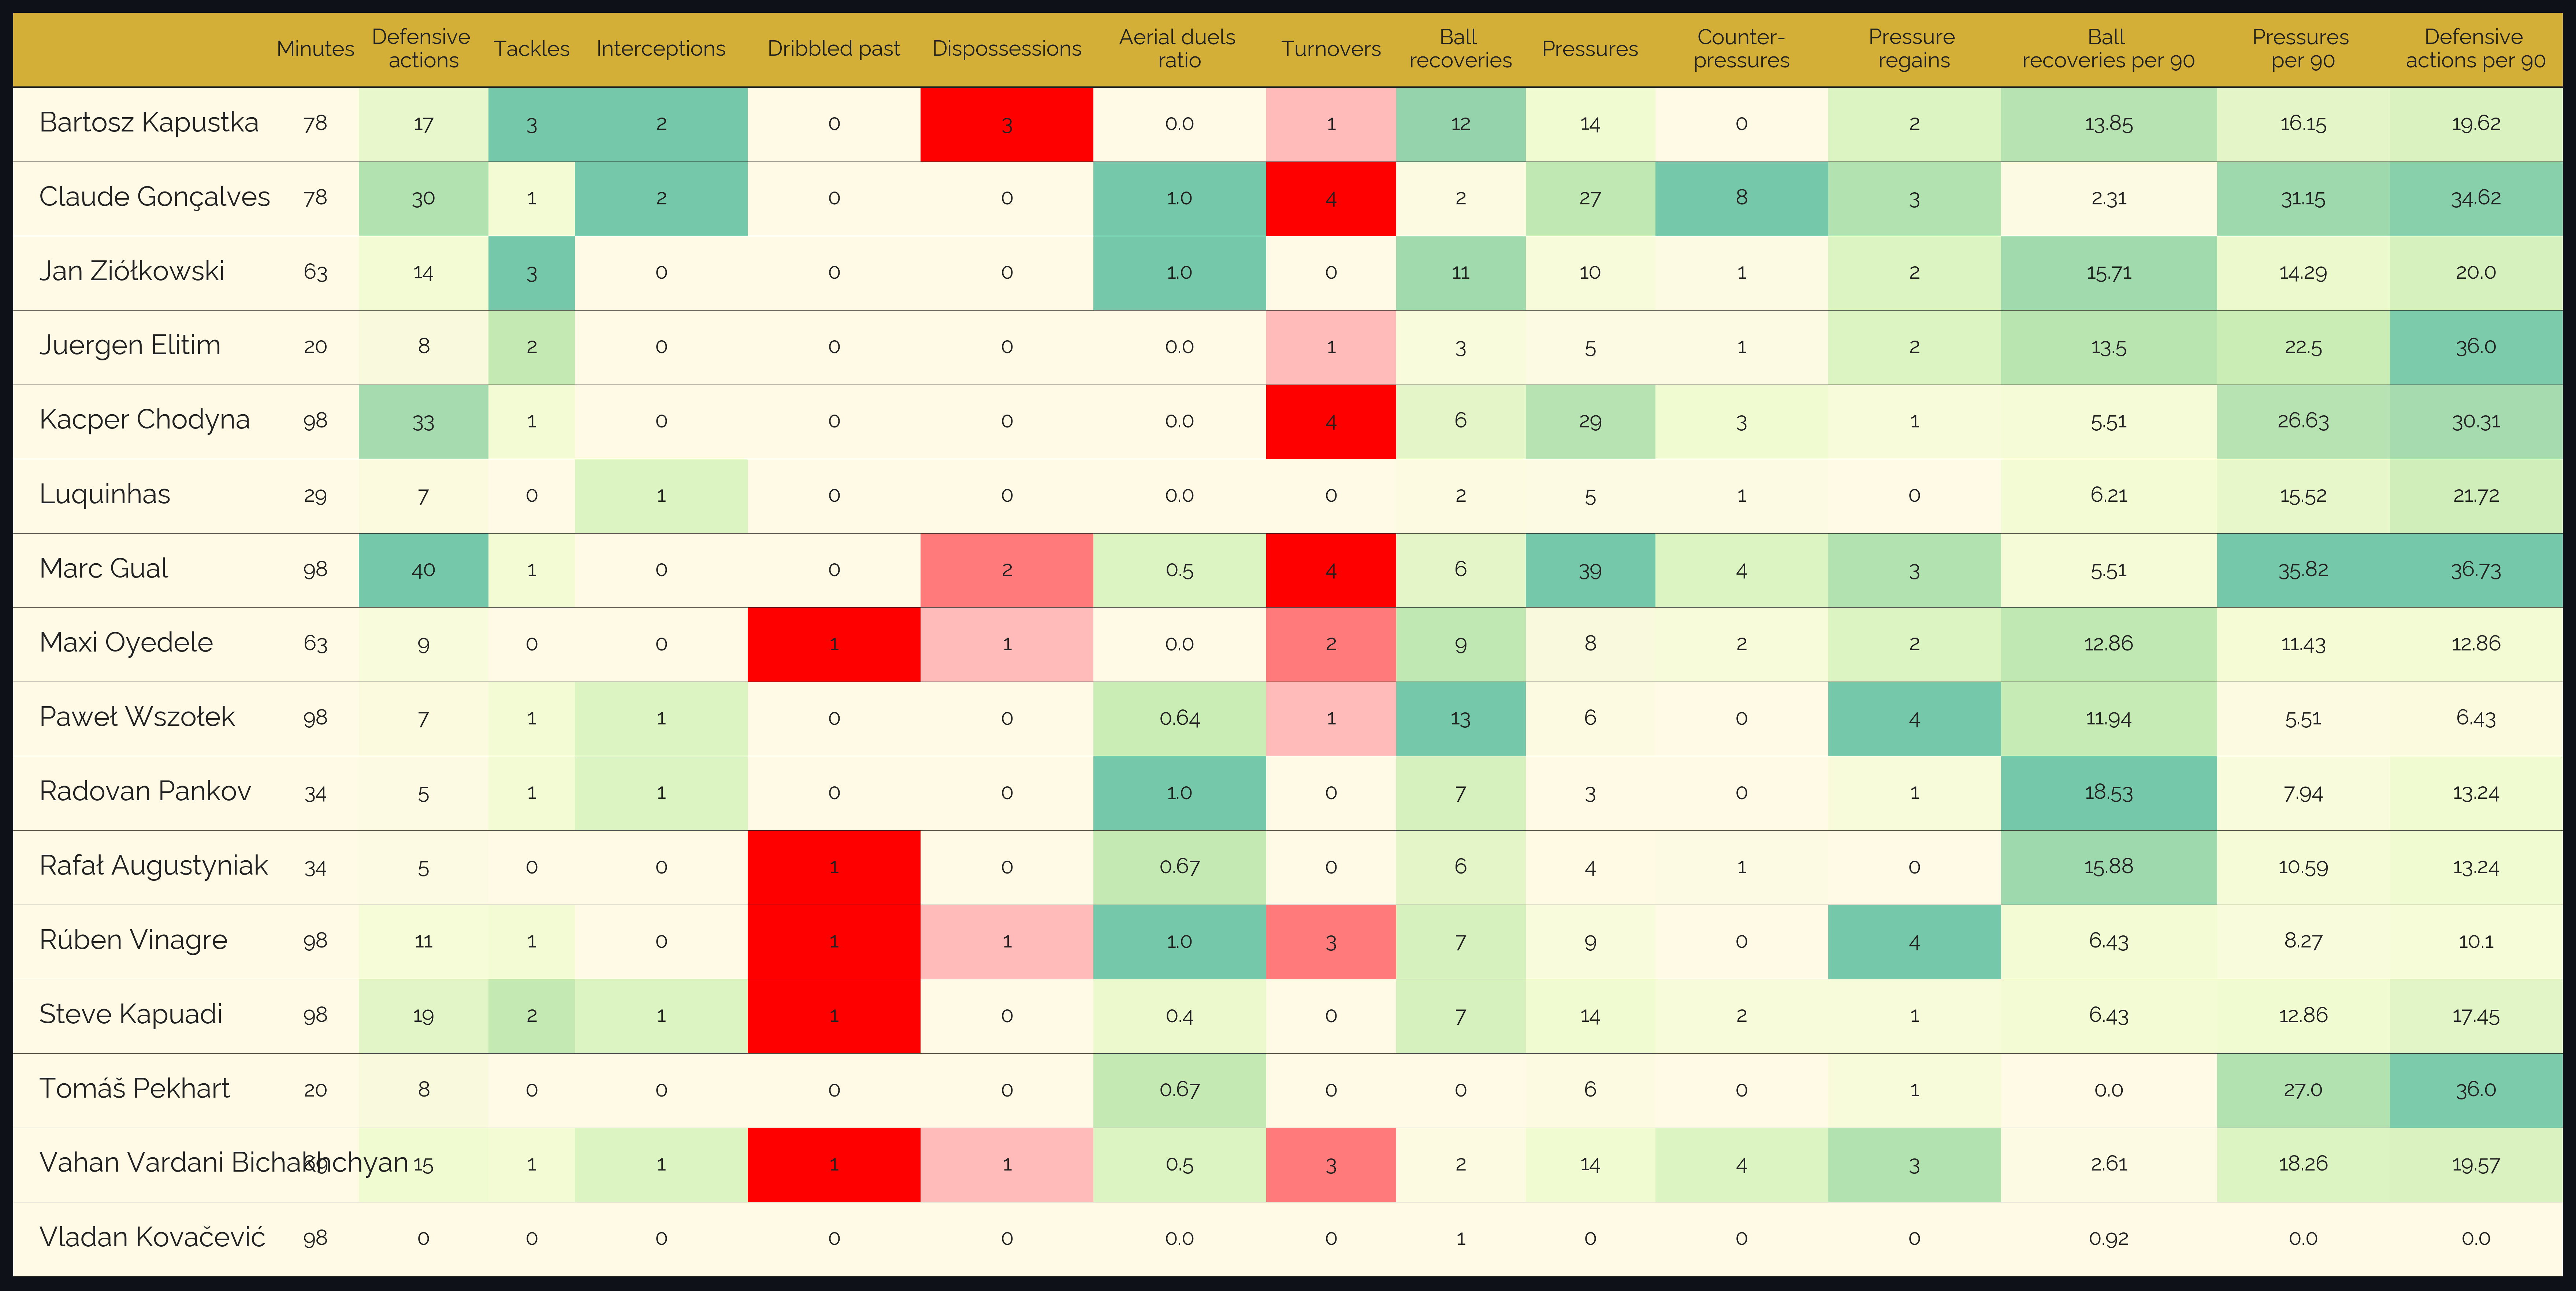 Minutes Defensive actions Tackles Interceptions Dribbled past Dispossessions Aerial duels ratio Turnovers Ball recoveries Pressures Counter-pressures Pressure regains Ball recoveries per 90 Pressures per 90 Defensive actions per 90
Bartosz Kapustka 78 17 3 2 0 3 0.0 1 12 14 0 2 13.85 16.15 19.62
Claude Gonçalves 78 30 1 2 0 0 1.0 4 2 27 8 3 2.31 31.15 34.62
Jan Ziółkowski 63 14 3 0 0 0 1.0 0 11 10 1 2 15.71 14.29 20.0
Juergen Elitim 20 8 2 0 0 0 0.0 1 3 5 1 2 13.5 22.5 36.0
Kacper Chodyna 98 33 1 0 0 0 0.0 4 6 29 3 1 5.51 26.63 30.31
Luquinhas 29 7 0 1 0 0 0.0 0 2 5 1 0 6.21 15.52 21.72
Marc Gual 98 40 1 0 0 2 0.5 4 6 39 4 3 5.51 35.82 36.73
Maxi Oyedele 63 9 0 0 1 1 0.0 2 9 8 2 2 12.86 11.43 12.86
Paweł Wszołek 98 7 1 1 0 0 0.64 1 13 6 0 4 11.94 5.51 6.43
Radovan Pankov 34 5 1 1 0 0 1.0 0 7 3 0 1 18.53 7.94 13.24
Rafał Augustyniak 34 5 0 0 1 0 0.67 0 6 4 1 0 15.88 10.59 13.24
Rúben Vinagre 98 11 1 0 1 1 1.0 3 7 9 0 4 6.43 8.27 10.1
Steve Kapuadi 98 19 2 1 1 0 0.4 0 7 14 2 1 6.43 12.86 17.45
Tomáš Pekhart 20 8 0 0 0 0 0.67 0 0 6 0 1 0.0 27.0 36.0
Vahan Vardani Bichakhchyan 69 15 1 1 1 1 0.5 3 2 14 4 3 2.61 18.26 19.57
Vladan Kovačević 98 0 0 0 0 0 0.0 0 1 0 0 0 0.92 0.0 0.0